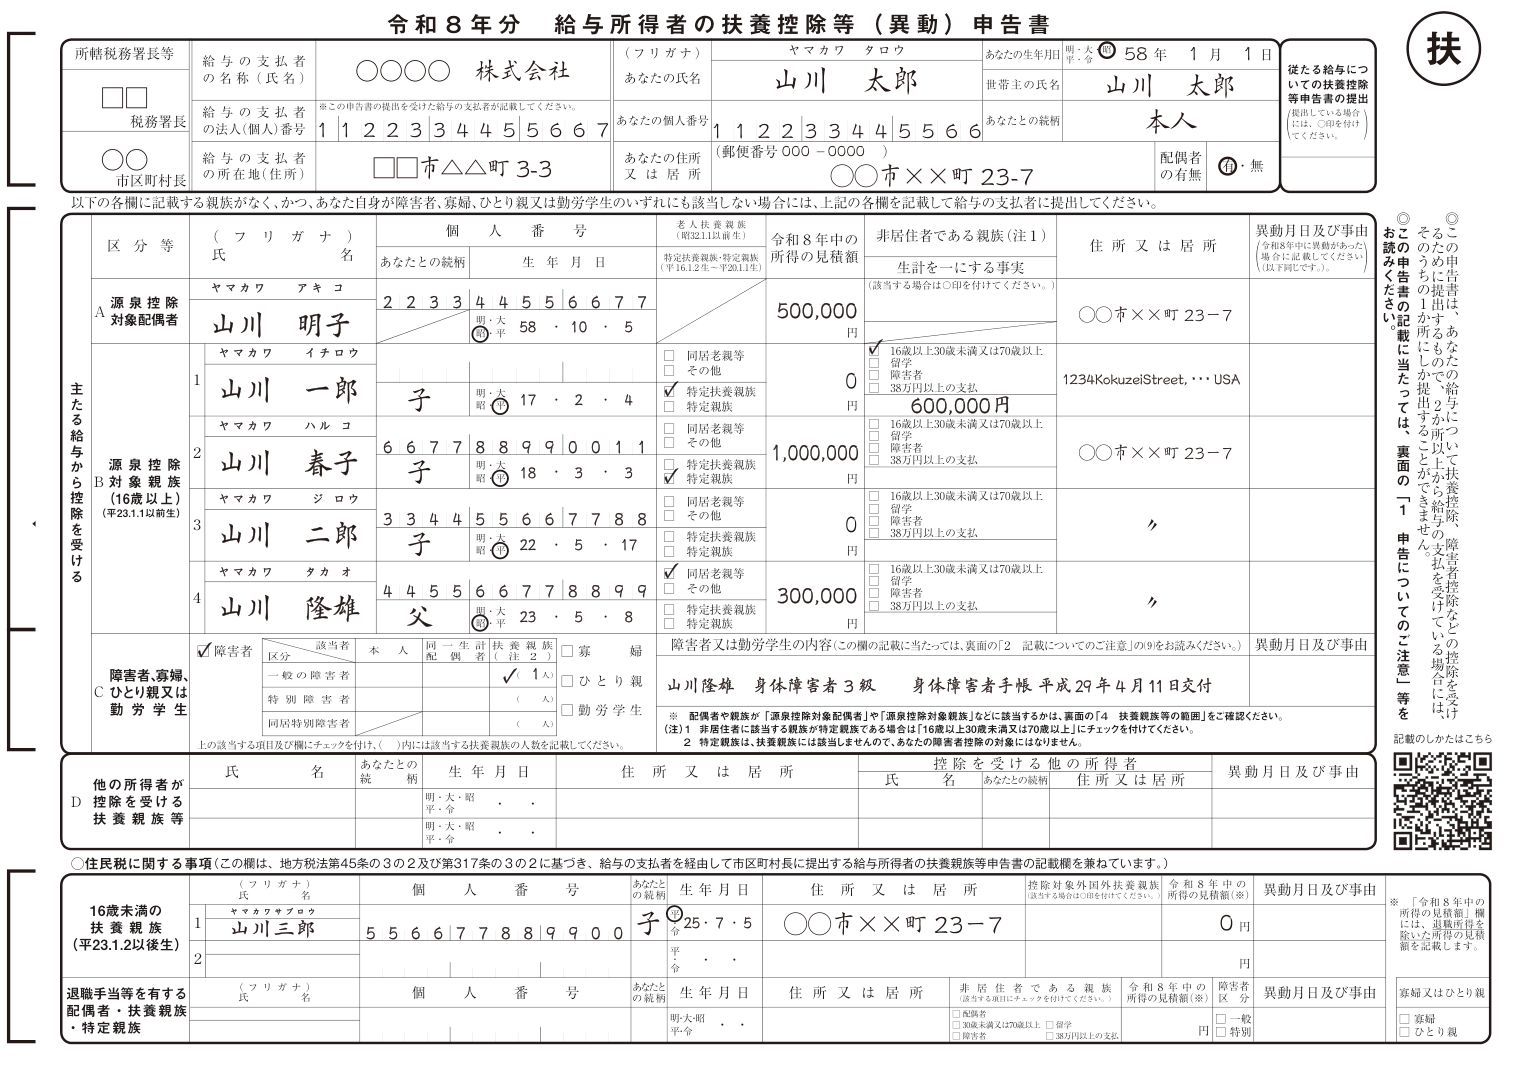 令和８年分　給与所得者の扶養控除等（異動）申告書
扶
所轄税務署長等
□□
税務署長
○○
市区町村長
給与の支払者の名称（氏名）
○○○○　株式会社
給与の支払者の法人(個人)番号
※この申告書の提出を受けた給与の支払者が記載してください。
1 1 2 2 3 3 4 4 5 5 6 6 7
給与の支払者の所在地(住所)
□□市△△町 3-3
（フリガナ）
ヤマカワ　タロウ
あなたの氏名
山川　太郎
あなたの個人番号
1 1 2 2 3 3 4 4 5 5 6 6
あなたの住所又は居所
（郵便番号 000 －0000　）
○○市××町 23-7
あなたの生年月日
明・大・昭・平・令
58年　1月　1日
世帯主の氏名
山川　太郎
あなたとの続柄
本人
配偶者の有無
有・無
従たる給与についての扶養控除等申告書の提出
（提出している場合には、○印を付けてください。）
以下の各欄に記載する親族がなく、かつ、あなた自身が障害者、寡婦、ひとり親又は勤労学生のいずれにも該当しない場合には、上記の各欄を記載して給与の支払者に提出してください。
区分等
（フリガナ）
氏　名
個人番号
あなたとの続柄
生年月日
老人扶養親族
（昭32.1.1以前生）
特定扶養親族・特定親族
（平16.1.2生～平20.1.1生）
令和８年中の所得の見積額
非居住者である親族（注１）
生計を一にする事実
住所又は居所
異動月日及び事由
（令和8年中に異動があった場合に記載してください（以下同じです。）。）
主たる給与から控除を受ける
A 源泉控除対象配偶者
ヤマカワ　アキコ
山川　明子
2 2 3 3 4 4 5 5 6 6 7 7
明・大
昭・平
58 ・ 10 ・ 5
500,000
円
（該当する場合は○印を付けてください。）
○○市××町 23－7
B 源泉控除対象親族（16歳以上）（平23.1.1以前生）
1
ヤマカワ　イチロウ
山川　一郎
子
明・大
昭・平
17 ・ 2 ・ 4
□ 同居老親等
□ その他
✓ 特定扶養親族
□ 特定親族
0
円
✓ 16歳以上30歳未満又は70歳以上
□ 留学
□ 障害者
□ 38万円以上の支払
600,000円
1234KokuzeiStreet,･･･USA
2
ヤマカワ　ハルコ
山川　春子
6 6 7 7 8 8 9 9 0 0 1 1
子
明・大
昭・平
18 ・ 3 ・ 3
□ 同居老親等
□ その他
□ 特定扶養親族
✓ 特定親族
1,000,000
円
□ 16歳以上30歳未満又は70歳以上
□ 留学
□ 障害者
□ 38万円以上の支払
○○市××町 23－7
3
ヤマカワ　ジロウ
山川　二郎
3 3 4 4 5 5 6 6 7 7 8 8
子
明・大
昭・平
22 ・ 5 ・ 17
□ 同居老親等
□ その他
□ 特定扶養親族
□ 特定親族
0
円
□ 16歳以上30歳未満又は70歳以上
□ 留学
□ 障害者
□ 38万円以上の支払
〃
4
ヤマカワ　タカオ
山川　隆雄
4 4 5 5 6 6 7 7 8 8 9 9
父
明・大
昭・平
23 ・ 5 ・ 8
✓ 同居老親等
□ その他
□ 特定扶養親族
□ 特定親族
300,000
円
□ 16歳以上30歳未満又は70歳以上
□ 留学
□ 障害者
□ 38万円以上の支払
〃
C 障害者、寡婦、ひとり親又は勤労学生
✓ 障害者
区分　該当者
本人
同一生計配偶者
扶養親族（注２）
一般の障害者
✓（ 1 人）
特別障害者
（　人）
同居特別障害者
（　人）
□ 寡婦
□ ひとり親
□ 勤労学生
上の該当する項目及び欄にチェックを付け、（　）内には該当する扶養親族の人数を記載してください。
障害者又は勤労学生の内容（この欄の記載に当たっては、裏面の「2　記載についてのご注意」の⑼をお読みください。）
異動月日及び事由
山川隆雄　身体障害者３級　身体障害者手帳 平成29年4月11日交付
※　配偶者や親族が「源泉控除対象配偶者」や「源泉控除対象親族」などに該当するかは、裏面の「4　扶養親族等の範囲」をご確認ください。
（注）１　非居住者に該当する親族が特定親族である場合は「16歳以上30歳未満又は70歳以上」にチェックを付けてください。
２　特定親族は、扶養親族には該当しませんので、あなたの障害者控除の対象にはなりません。
D 他の所得者が控除を受ける扶養親族等
氏　名
あなたとの続柄
生年月日
住所又は居所
控除を受ける他の所得者
氏　名
あなたとの続柄
住所又は居所
異動月日及び事由
明・大・昭
平・令
・　・
明・大・昭
平・令
・　・
○住民税に関する事項（この欄は、地方税法第45条の３の２及び第317条の３の２に基づき、給与の支払者を経由して市区町村長に提出する給与所得者の扶養親族等申告書の記載欄を兼ねています。）
16歳未満の扶養親族（平23.1.2以後生）
（フリガナ）
氏　名
個人番号
あなたとの続柄
生年月日
住所又は居所
控除対象外国外扶養親族
（該当する場合は○印を付けてください。）
令和８年中の所得の見積額(※)
異動月日及び事由
1
ヤマカワサブロウ
山川三郎
5 5 6 6 7 7 8 8 9 9 0 0
子
平・令
25・7・5
○○市××町 23－7
0 円
2
平・令
・　・
円
※　「令和８年中の所得の見積額」欄には、退職所得を除いた所得の見積額を記載します。
退職手当等を有する配偶者・扶養親族・特定親族
（フリガナ）
氏　名
個人番号
あなたとの続柄
生年月日
住所又は居所
非居住者である親族
（該当する項目にチェックを付けてください。）
令和８年中の所得の見積額(※)
障害者区分
異動月日及び事由
寡婦又はひとり親
明・大・昭
平・令
・　・
□ 配偶者
□ 30歳未満又は70歳以上　□ 留学
□ 障害者　□ 38万円以上の支払
円
□ 一般
□ 特別
□ 寡婦
□ ひとり親
◎この申告書は、あなたの給与について扶養控除、障害者控除などの控除を受けるために提出するもので、２か所以上から給与の支払を受けている場合には、そのうちの１か所にしか提出することができません。
◎この申告書の記載に当たっては、裏面の「１　申告についてのご注意」等をお読みください。
記載のしかたはこちら